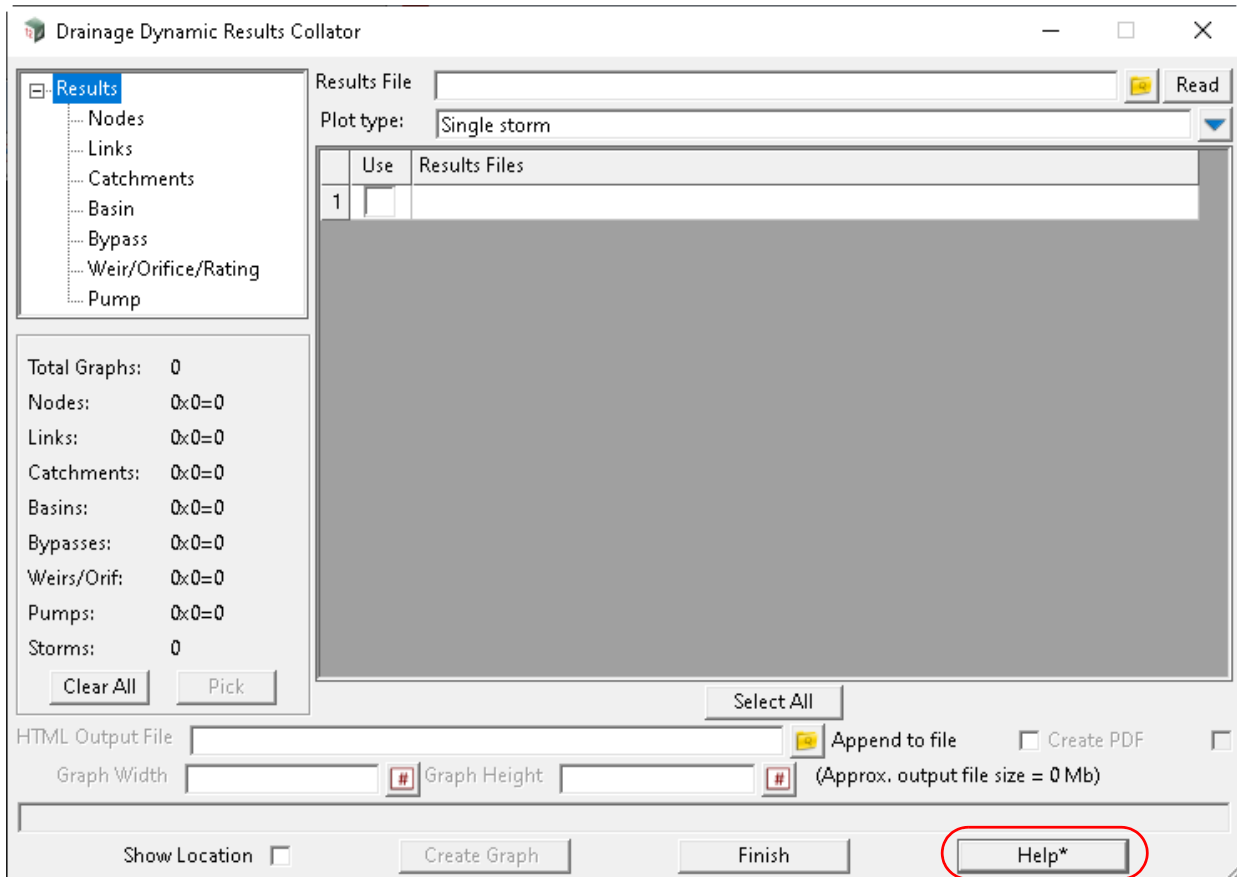 Drainage Dynamic Results Collator
Results
Nodes
Links
Catchments
Basin
Bypass
Weir/Orifice/Rating
Pump
Results File
Read
Plot type:
Single storm
Use
Results Files
1
Total Graphs: 0
Nodes: 0x0=0
Links: 0x0=0
Catchments: 0x0=0
Basins: 0x0=0
Bypasses: 0x0=0
Weirs/Orif: 0x0=0
Pumps: 0x0=0
Storms: 0
Clear All
Pick
Select All
HTML Output File
Append to file
Create PDF
Graph Width
#
Graph Height
#
(Approx. output file size = 0 Mb)
Show Location
Create Graph
Finish
Help*